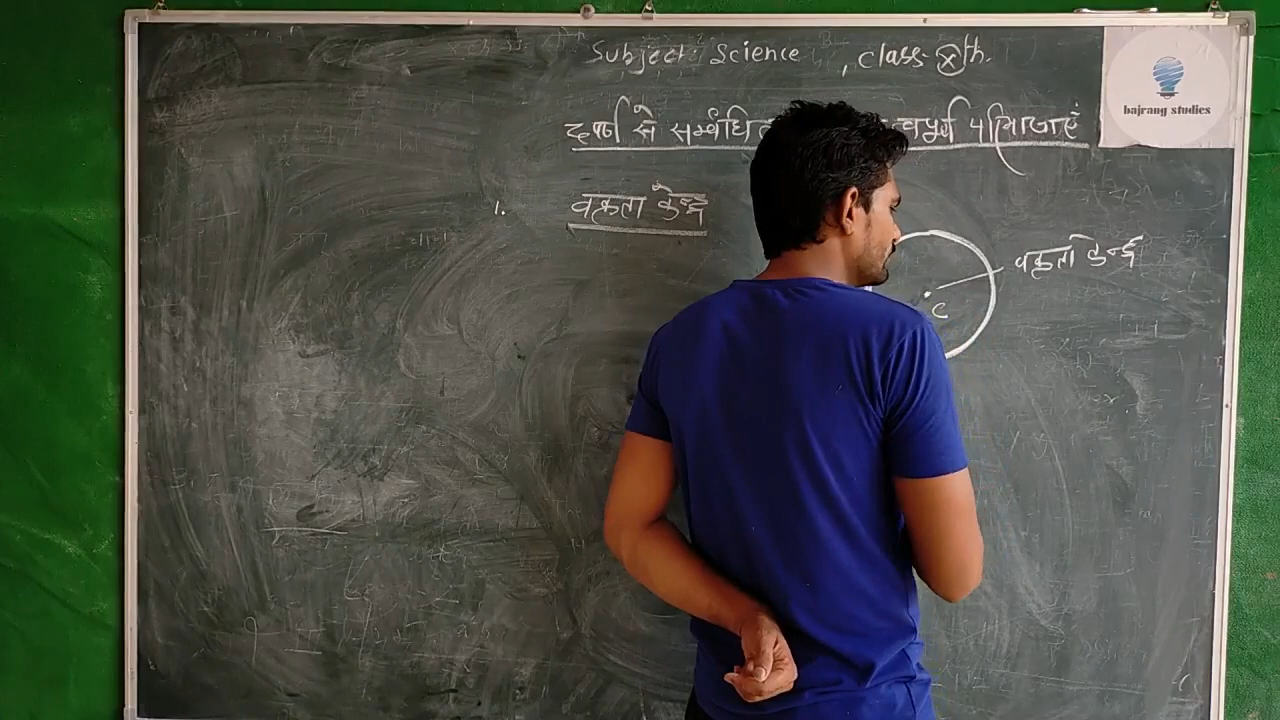 Subject: Science , class-Xth.
bajrang studies
दर्पण से सम्बंधित
1. वक्रता केन्द्र
वक्रता केन्द्र
C